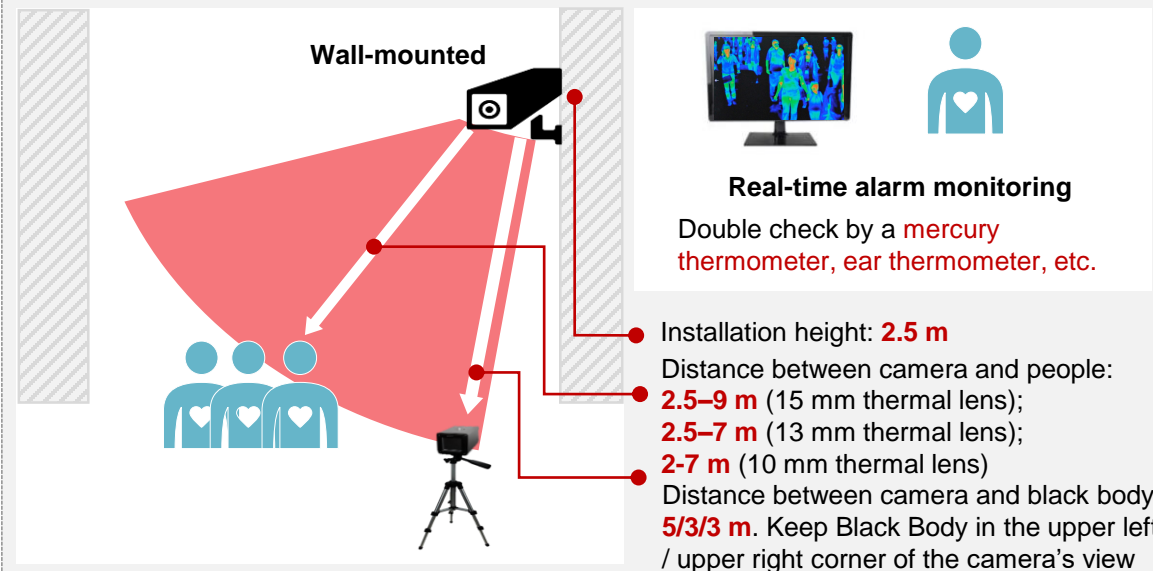 Wall-mounted
Real-time alarm monitoring
Double check by a mercury
thermometer, ear thermometer, etc.
Installation height: 2.5 m
Distance between camera and people:
2.5–9 m (15 mm thermal lens);
2.5–7 m (13 mm thermal lens);
2-7 m (10 mm thermal lens)
Distance between camera and black body
5/3/3 m. Keep Black Body in the upper left
/ upper right corner of the camera's view